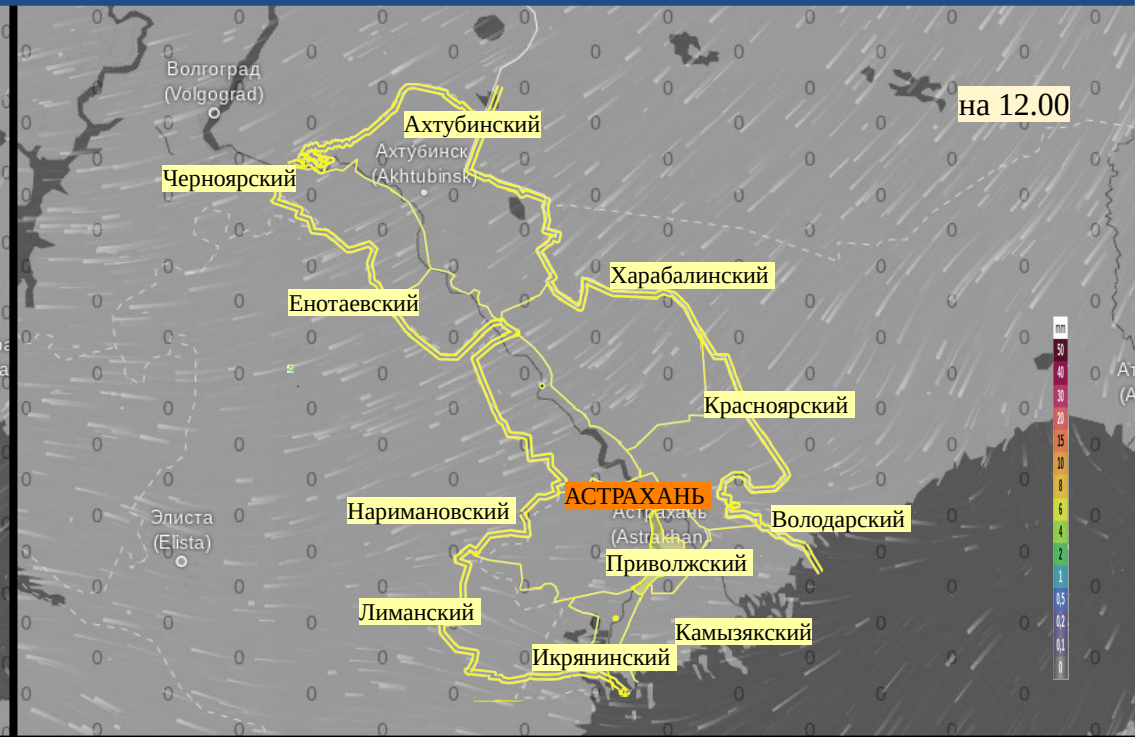 Волгоград
(Volgograd)
на 12.00
Ахтубинский
Ахтубинск
(Akhtubinsk)
Черноярский
Харабалинский
Енотаевский
mm
50
40
30
20
15
10
8
6
4
2
1
0,5
0,2
0,1
0
Красноярский
АСТРАХАНЬ
Астрахань
(Astrakhan)
Наримановский
Володарский
Элиста
(Elista)
Приволжский
Лиманский
Камызякский
Икрянинский